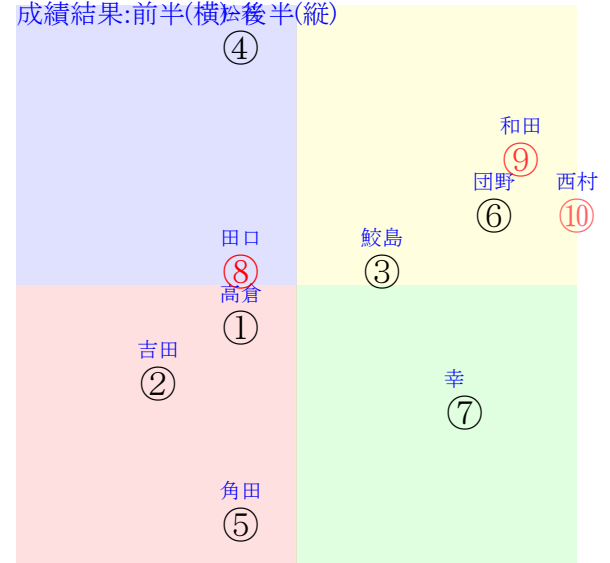 成績結果:前半(横)・後半(縦)
④
和田
⑨
団野
西村
⑥
⑩
田口
鮫島
⑧
③
高倉
①
吉田
②
幸
⑦
角田
⑤